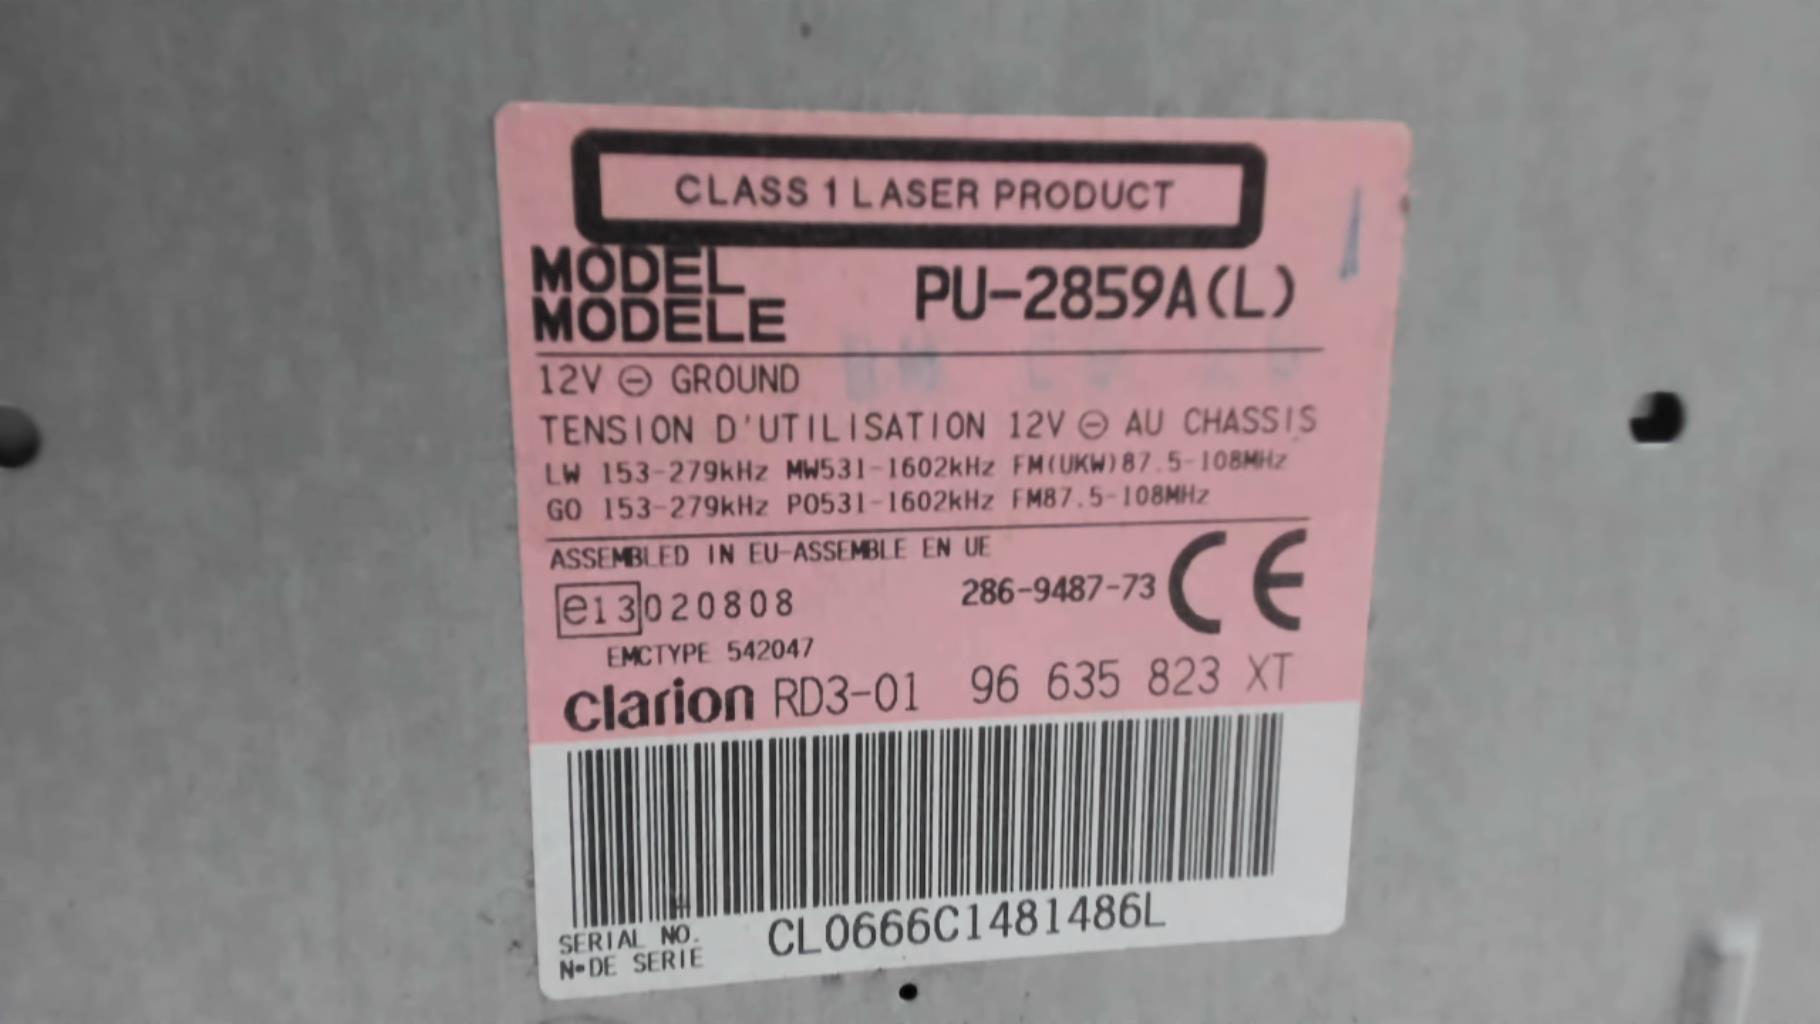 CLASS 1 LASER PRODUCT
MODEL
MODELE
PU-2859A(L)
12V ⊖ GROUND
TENSION D'UTILISATION 12V ⊖ AU CHASSIS
LW 153-279kHz MW531-1602kHz FM(UKW)87.5-108MHz
GO 153-279kHz PO531-1602kHz FM87.5-108MHz
ASSEMBLED IN EU-ASSEMBLE EN UE
e13 020808 286-9487-73 CE
EMCTYPE 542047
clarion RD3-01 96 635 823 XT
SERIAL NO.
N•DE SERIE
CL0666C1481486L